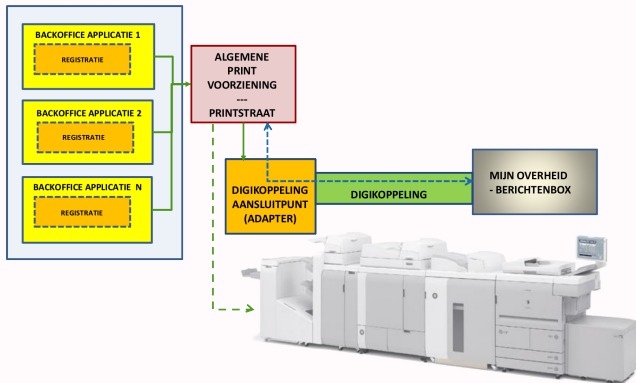 BACKOFFICE APPLICATIE 1
REGISTRATIE
BACKOFFICE APPLICATIE 2
REGISTRATIE
BACKOFFICE APPLICATIE N
REGISTRATIE
ALGEMENE
PRINT
VOORZIENING
---
PRINTSTRAAT
DIGIKOPPELING
AANSLUITPUNT
(ADAPTER)
DIGIKOPPELING
MIJN OVERHEID
- BERICHTENBOX